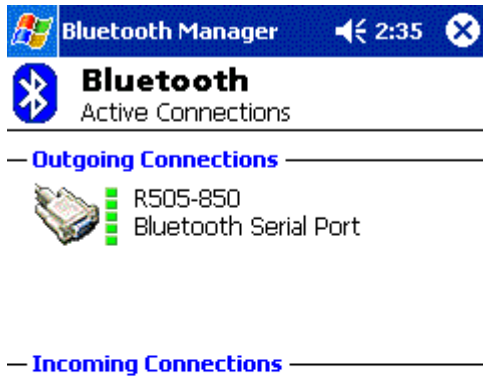 Bluetooth Manager 2:35
Bluetooth
Active Connections
Outgoing Connections
R505-850
Bluetooth Serial Port
Incoming Connections